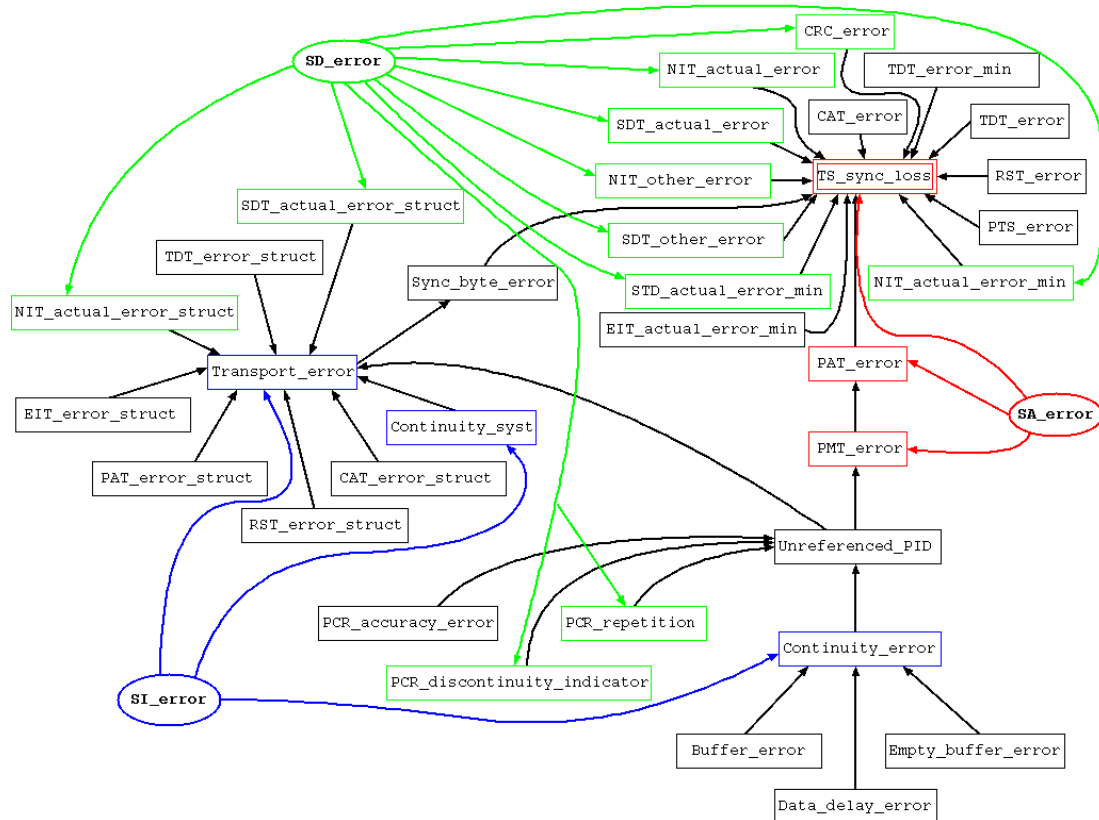 CRC_error
SD_error
NIT_actual_error
TDT_error_min
SDT_actual_error
CAT_error
TDT_error
NIT_other_error
TS_sync_loss
RST_error
SDT_actual_error_struct
SDT_other_error
PTS_error
TDT_error_struct
Sync_byte_error
STD_actual_error_min
NIT_actual_error_min
NIT_actual_error_struct
EIT_actual_error_min
Transport_error
PAT_error
EIT_error_struct
Continuity_syst
SA_error
PMT_error
PAT_error_struct
CAT_error_struct
RST_error_struct
Unreferenced_PID
PCR_accuracy_error
PCR_repetition
Continuity_error
PCR_discontinuity_indicator
SI_error
Buffer_error
Empty_buffer_error
Data_delay_error